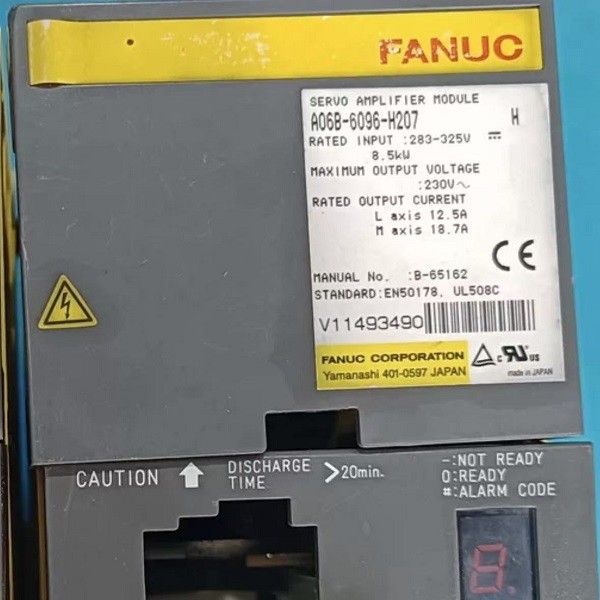 FANUC
SERVO AMPLIFIER MODULE
A06B-6096-H207 H
RATED INPUT :283-325V ⎓
8.5kW
MAXIMUM OUTPUT VOLTAGE
:230V～
RATED OUTPUT CURRENT
L axis 12.5A
M axis 18.7A
CE
MANUAL No. :B-65162
STANDARD:EN50178, UL508C
V11493490
FANUC CORPORATION
Yamanashi 401-0597 JAPAN
c RU us
made in JAPAN
CAUTION ↑ DISCHARGE TIME >20min.
-:NOT READY
0:READY
#:ALARM CODE
8.